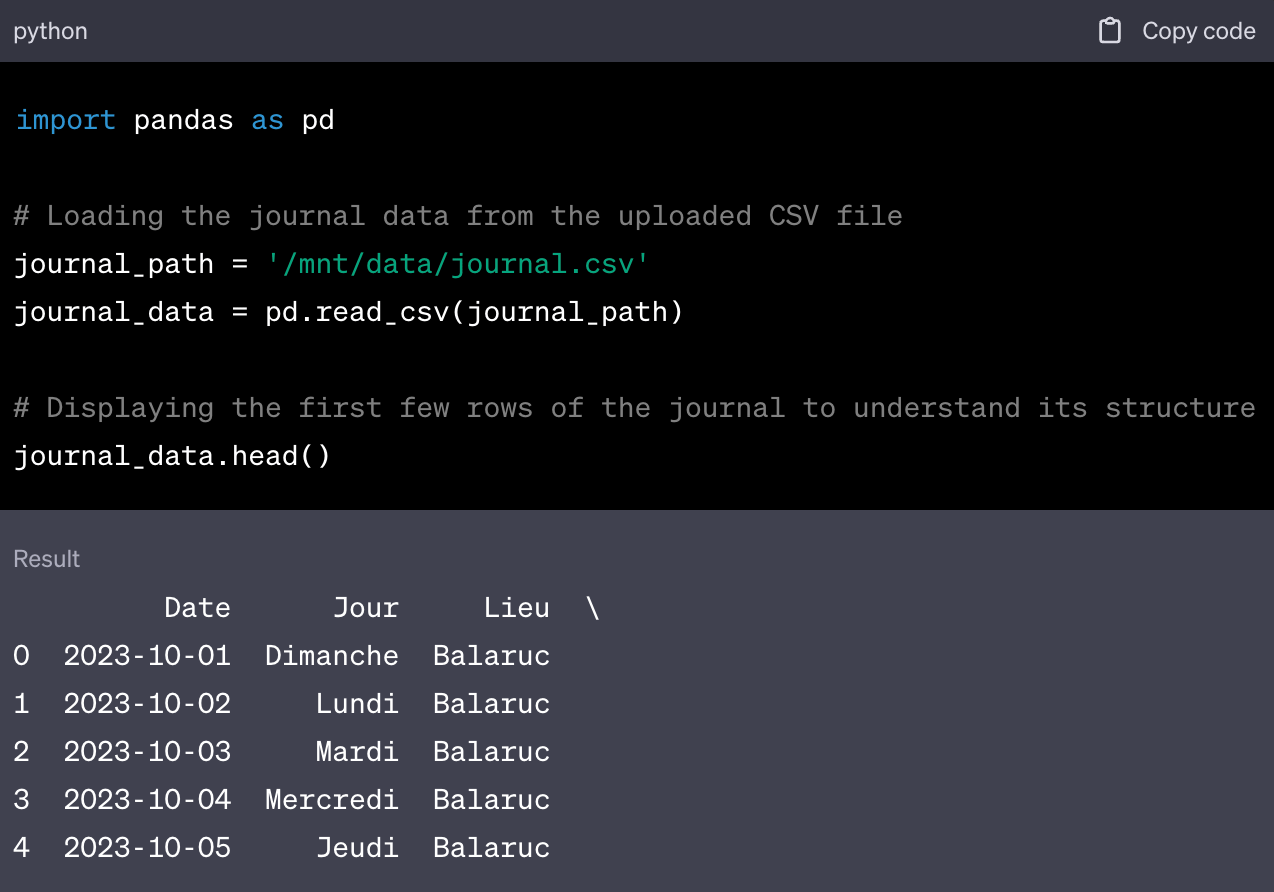 python Copy code
import pandas as pd
# Loading the journal data from the uploaded CSV file
journal_path = '/mnt/data/journal.csv'
journal_data = pd.read_csv(journal_path)
# Displaying the first few rows of the journal to understand its structure
journal_data.head()
Result
Date Jour Lieu \
0 2023-10-01 Dimanche Balaruc
1 2023-10-02 Lundi Balaruc
2 2023-10-03 Mardi Balaruc
3 2023-10-04 Mercredi Balaruc
4 2023-10-05 Jeudi Balaruc